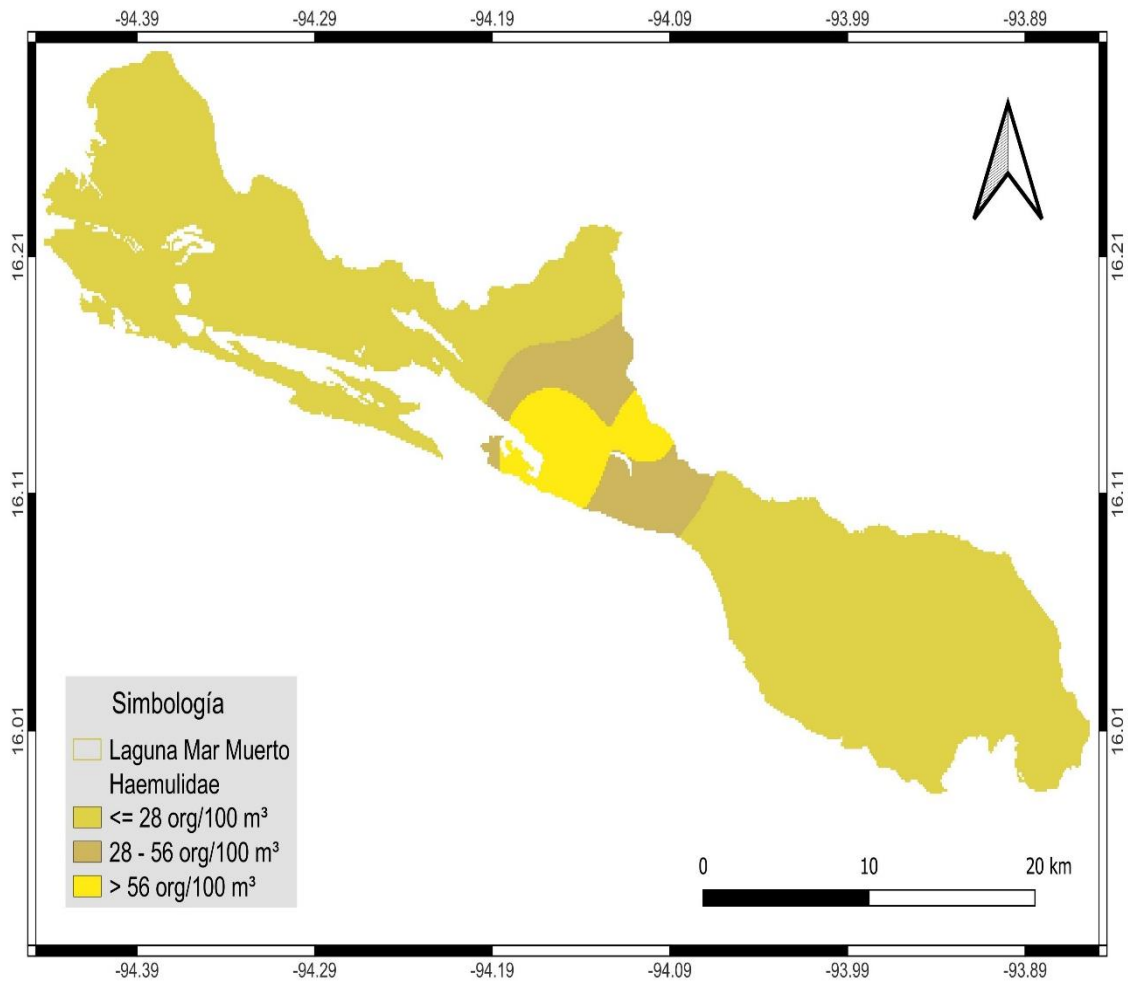 -94.39 -94.29 -94.19 -94.09 -93.99 -93.89
16.21 16.21
16.11 16.11
16.01 16.01
Simbología
Laguna Mar Muerto
Haemulidae
<= 28 org/100 m³
28 - 56 org/100 m³
> 56 org/100 m³
0 10 20 km
-94.39 -94.29 -94.19 -94.09 -93.99 -93.89